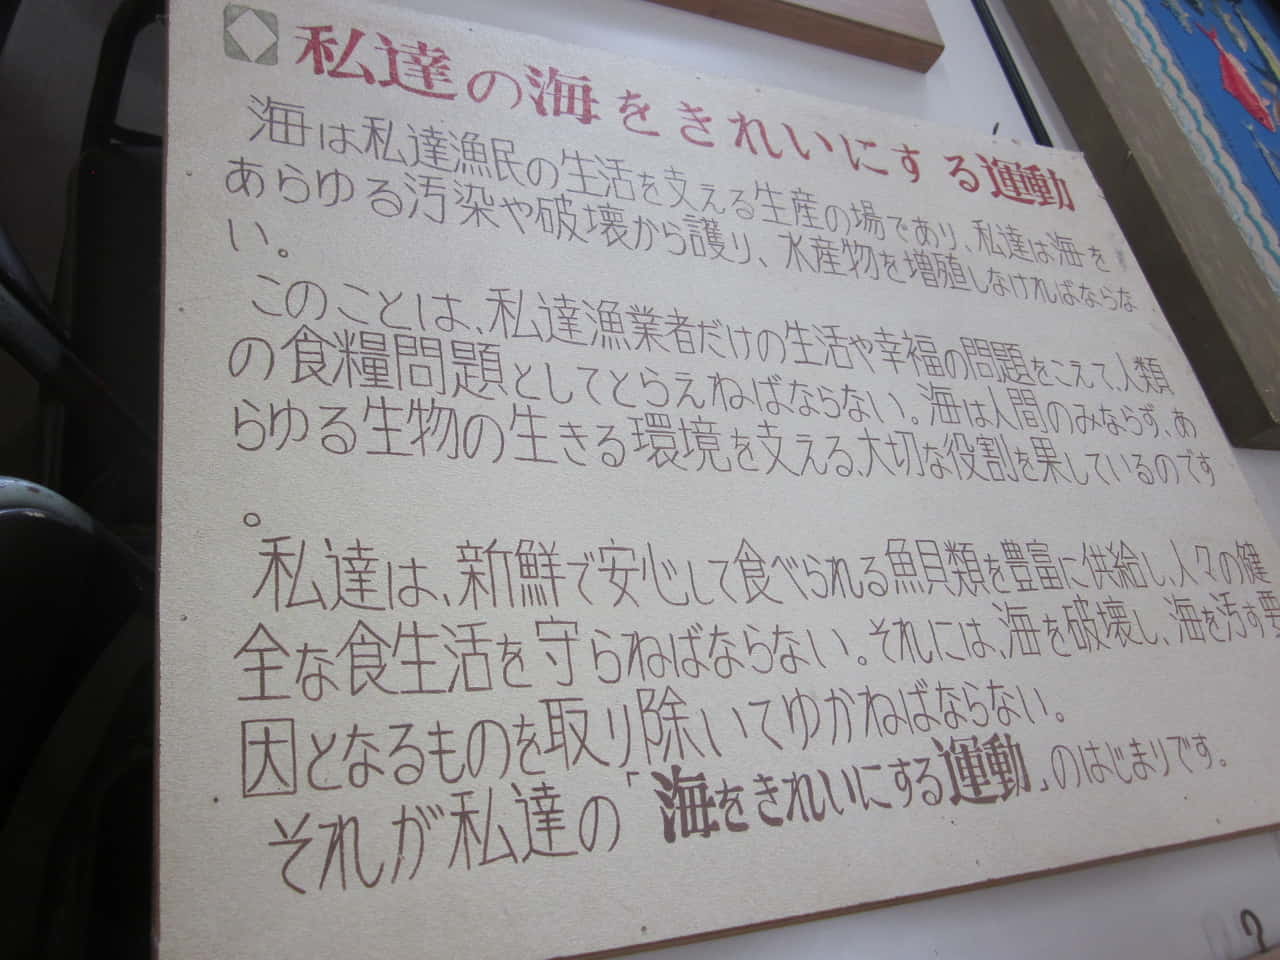 私達の海をきれいにする運動
海は私達漁民の生活を支える生産の場であり、私達は海を
あらゆる汚染や破壊から護り、水産物を増殖しなければならな
い。
このことは、私達漁業者だけの生活や幸福の問題をこえて、人類
の食糧問題としてとらえねばならない。海は人間のみならず、あ
らゆる生物の生きる環境を支える、大切な役割を果しているのです
。
私達は、新鮮で安心して食べられる魚貝類を豊富に供給し、人々の健
全な食生活を守らねばならない。それには、海を破壊し、海を汚す要
因となるものを取り除いてゆかねばならない。
それが私達の「海をきれいにする運動」のはじまりです。